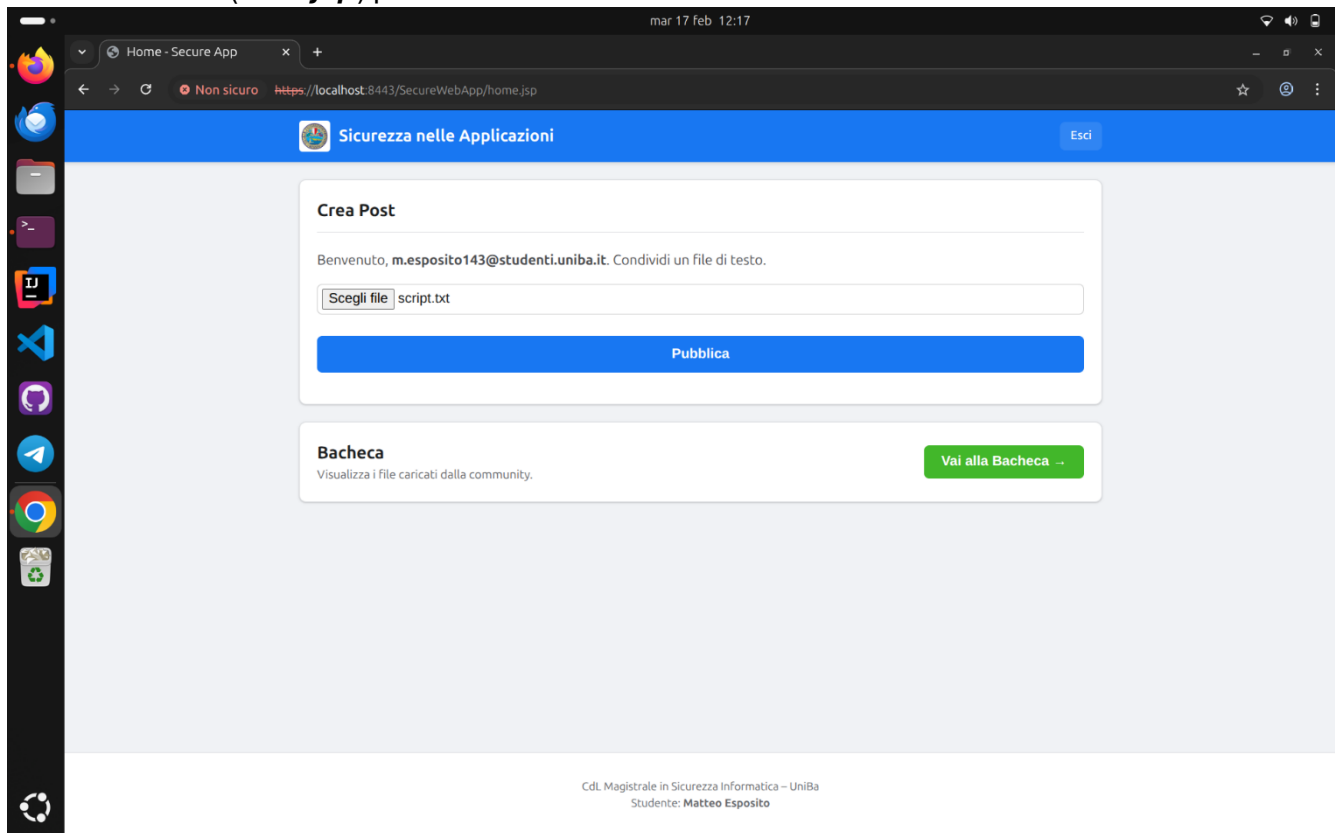 mar 17 feb 12:17
Home - Secure App
Non sicuro https://localhost:8443/SecureWebApp/home.jsp
Sicurezza nelle Applicazioni
Esci
Crea Post
Benvenuto, m.esposito143@studenti.uniba.it. Condividi un file di testo.
Scegli file script.txt
Pubblica
Bacheca
Visualizza i file caricati dalla community.
Vai alla Bacheca →
CdL Magistrale in Sicurezza Informatica – UniBa
Studente: Matteo Esposito